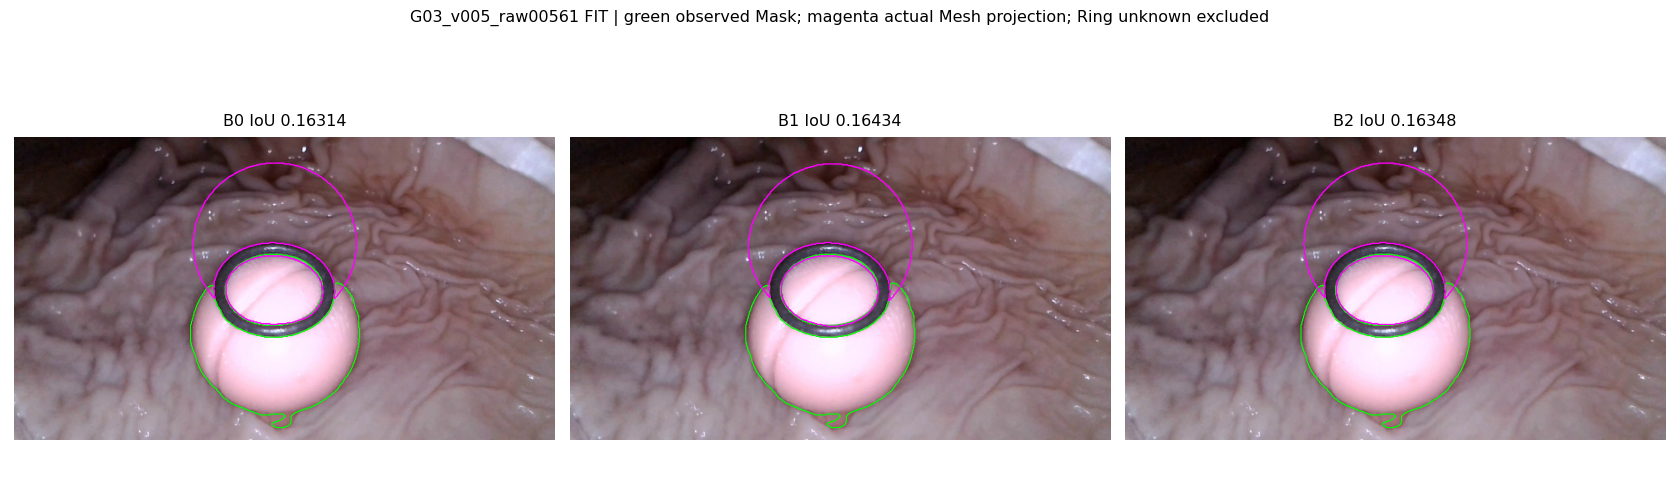 G03_v005_raw00561 FIT | green observed Mask; magenta actual Mesh projection; Ring unknown excluded
B0 IoU 0.16314
B1 IoU 0.16434
B2 IoU 0.16348